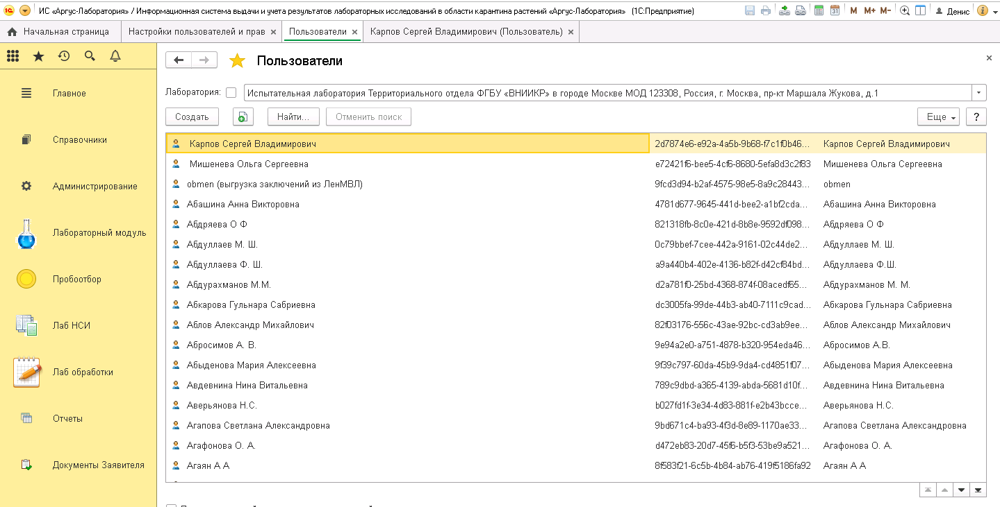 ИС «Аргус-Лаборатория» / Информационная система выдачи и учета результатов лабораторных исследований в области карантина растений «Аргус-Лаборатория» (1С:Предприятие)
M M+ M- Денис
Начальная страница
Настройки пользователей и прав
Пользователи
Карпов Сергей Владимирович (Пользователь)
Главное
Справочники
Администрирование
Лабораторный модуль
Пробоотбор
Лаб НСИ
Лаб обработки
Отчеты
Документы Заявителя
Пользователи
Лаборатория: Испытательная лаборатория Территориального отдела ФГБУ «ВНИИКР» в городе Москве МОД 123308, Россия, г. Москва, пр-кт Маршала Жукова, д.1
Создать Найти... Отменить поиск Еще ?
Карпов Сергей Владимирович 2d7874e6-e92a-4a5b-9b68-f7c1f0b46... Карпов Сергей Владимирович
Мишенева Ольга Сергеевна e72421f6-bee5-4cf6-8680-5efa8d3c2f83 Мишенева Ольга Сергеевна
obmen (выгрузка заключений из ЛенМВЛ) 9fcd3d94-b2af-4575-98e5-8a9c28443... obmen
Абашина Анна Викторовна 4781d677-9645-441d-bee2-a1bf2cda... Абашина Анна Викторовна
Абдряева О Ф 821318fb-8c0e-421d-8b8e-9592df098... Абдряева О Ф
Абдуллаев М. Ш. 0c79bbef-7cee-442a-9161-02c44de2... Абдуллаев М. Ш.
Абдуллаева Ф. Ш. a9a440b4-402e-4136-b82f-d42cf84bd... Абдуллаева Ф.Ш.
Абдурахманов М.М. d2a781f0-25bd-4368-874f-08acedf65... Абдурахманов М. М.
Абкарова Гульнара Сабриевна dc3005fa-99de-44b3-ab40-7111c9cad... Абкарова Гульнара Сабриевна
Аблов Александр Михайлович 82f03176-556c-43ae-92bc-cd3ab9ee... Аблов Александр Михайлович
Абросимов А. В. 9e94a2e0-a751-4878-b320-954eda46... Абросимов А.В.
Абыденова Мария Алексеевна 9f39c797-60da-45b9-9da4-cd4851f07... Абыденова Мария Алексеевна
Авдевнина Нина Витальевна 789c9dbd-a365-4139-abda-5681d10f... Авдевнина Нина Витальевна
Аверьянова Н.С. b027fd1f-3e34-4d83-881f-e2b43bcce... Аверьянова Н.С.
Агапова Светлана Александровна 9bd671c4-ba93-4f3d-8e89-1170ae33... Агапова Светлана Александровна
Агафонова О. А. d472eb83-20d7-45f6-b5f3-53be9a521... Агафонова О. А.
Агаян А А 8f583f21-6c5b-4b84-ab76-419f5186fa92 Агаян А А